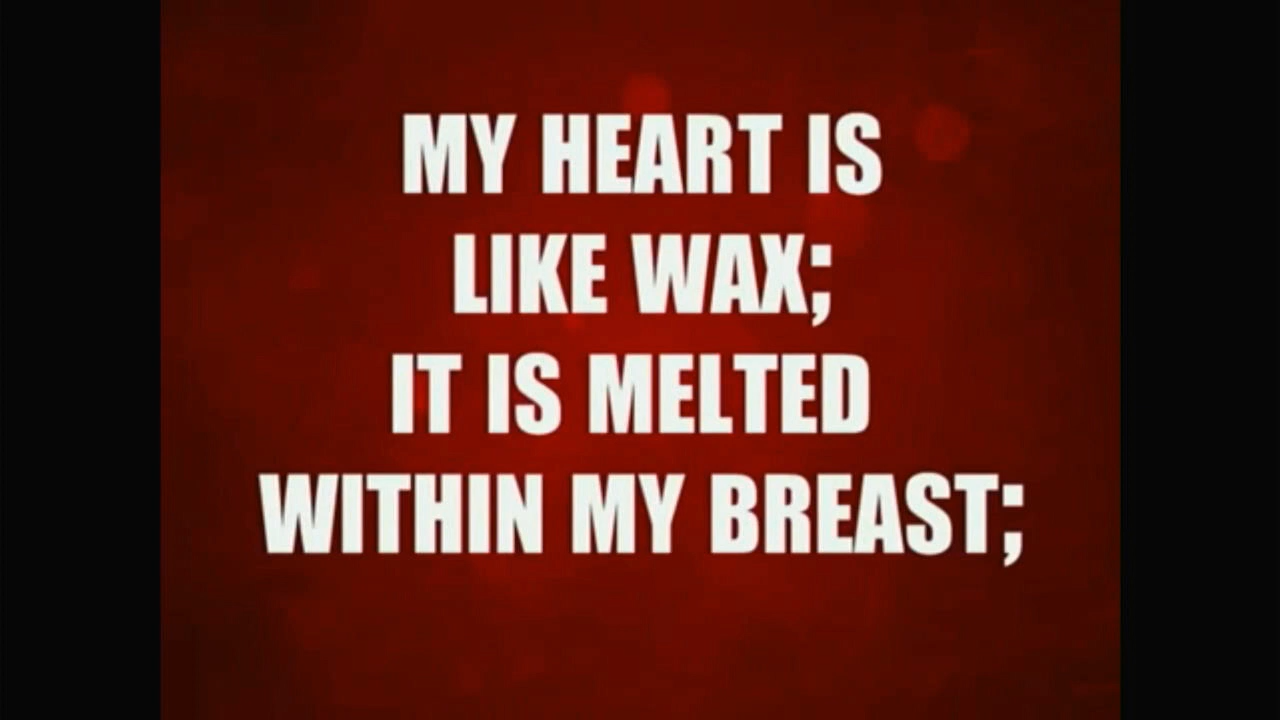 MY HEART IS
LIKE WAX;
IT IS MELTED
WITHIN MY BREAST;